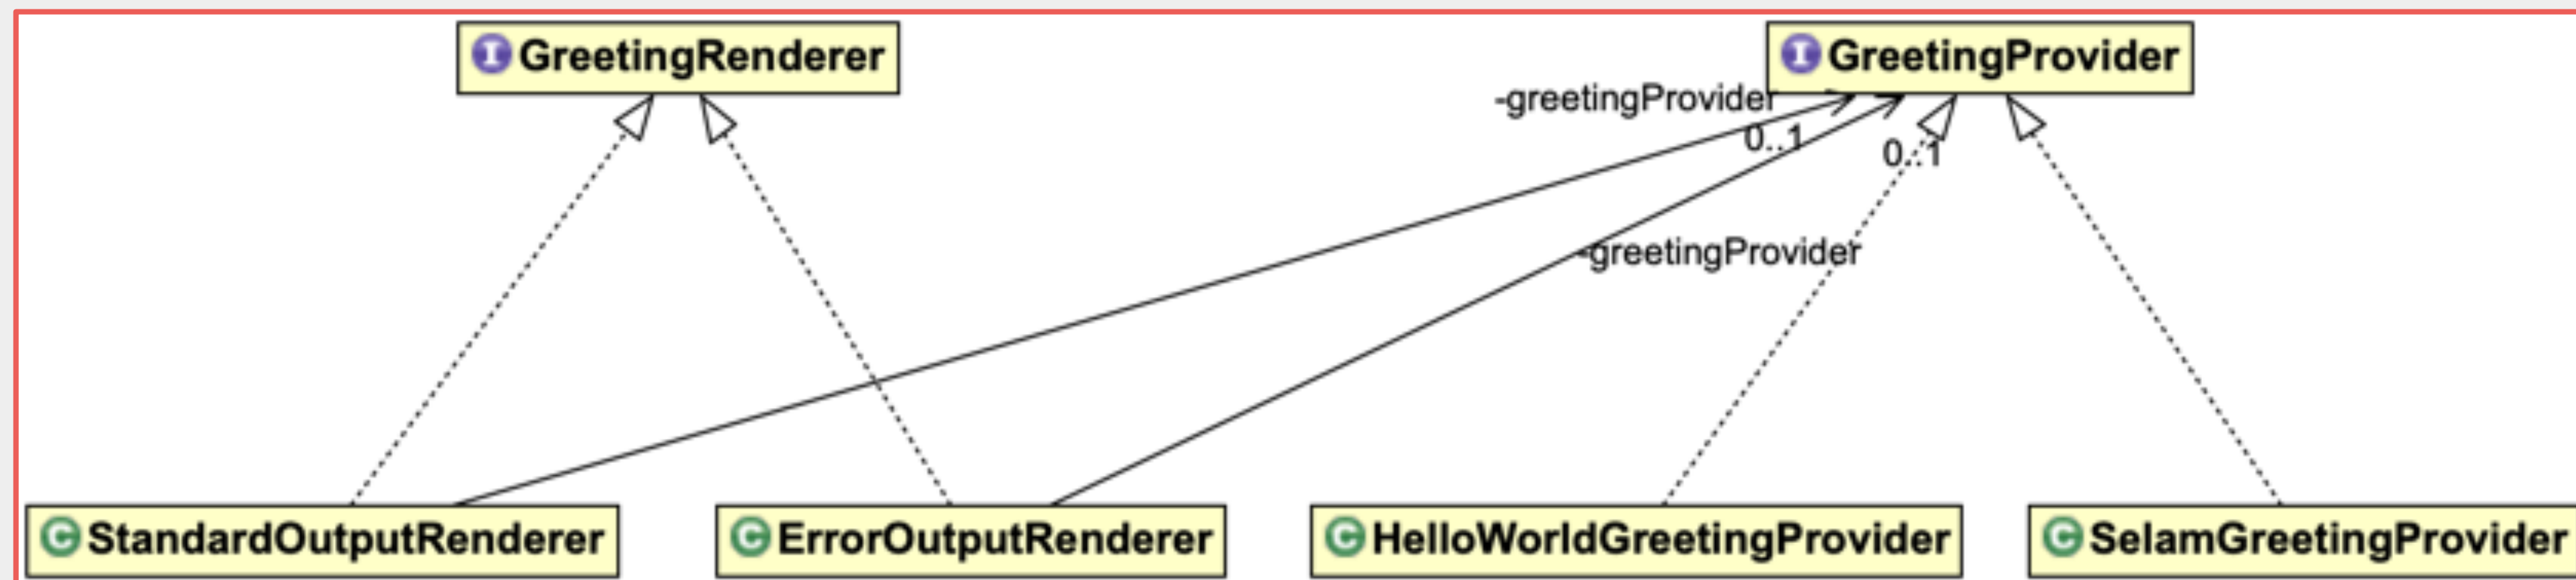 I GreetingRenderer
I GreetingProvider
-greetingProvider
0..1
0..1
-greetingProvider
C StandardOutputRenderer
C ErrorOutputRenderer
C HelloWorldGreetingProvider
C SelamGreetingProvider